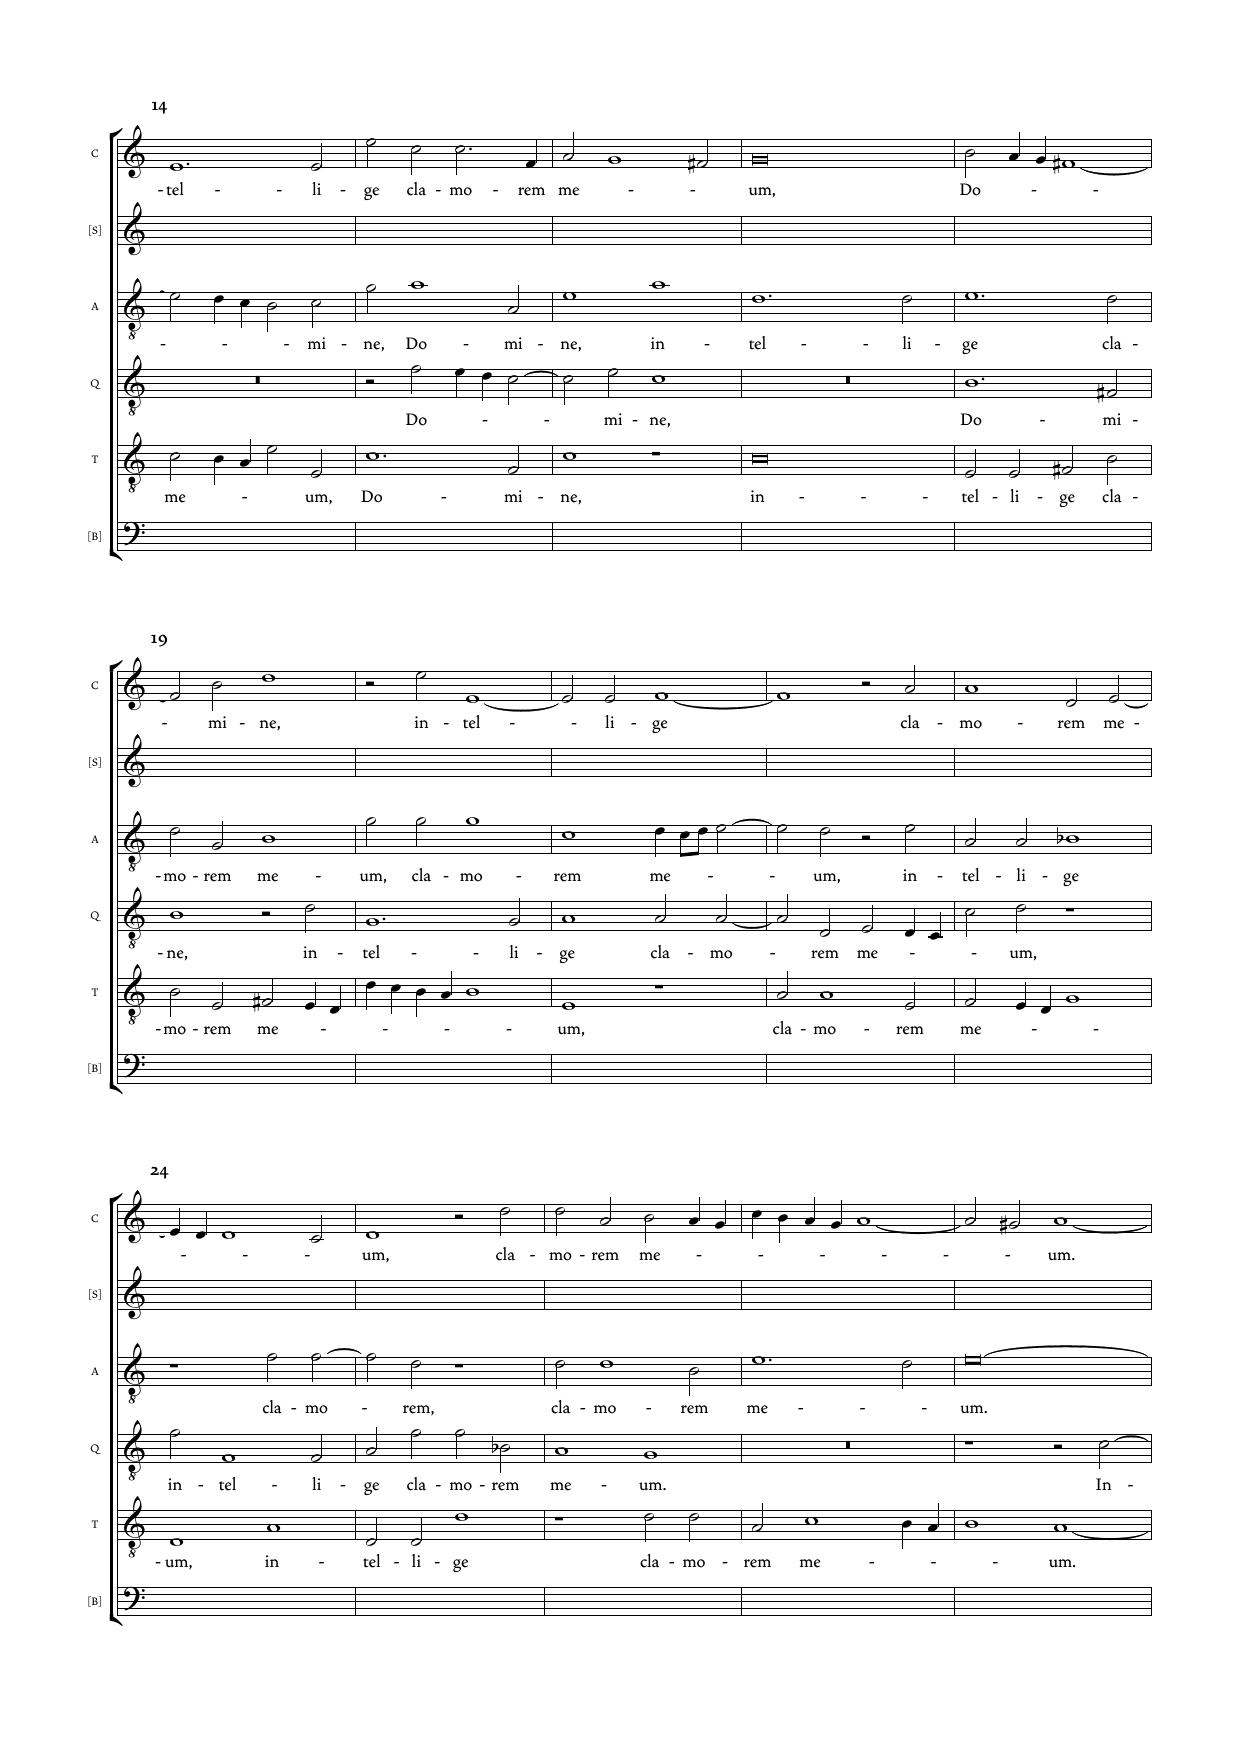 14
C
-tel - - li - ge cla - mo - rem me - - um, Do - -
[S]
A
- - - mi - ne, Do - mi - ne, in - tel - - li - ge cla -
Q
Do - - mi - ne, Do - mi -
T
me - um, Do - mi - ne, in - - - tel - li - ge cla -
[B]
19
C
- mi - ne, in - tel - - li - ge cla - mo - rem me -
[S]
A
-mo - rem me - um, cla - mo - rem me - - um, in - tel - li - ge
Q
-ne, in - tel - - li - ge cla - mo - rem me - - um,
T
-mo - rem me - - - - - um, cla - mo - rem me - -
[B]
24
C
- - - um, cla - mo - rem me - - - - - - um.
[S]
A
cla - mo - rem, cla - mo - rem me - - - um.
Q
in - tel - li - ge cla - mo - rem me - um. In -
T
-um, in - tel - li - ge cla - mo - rem me - - - um.
[B]